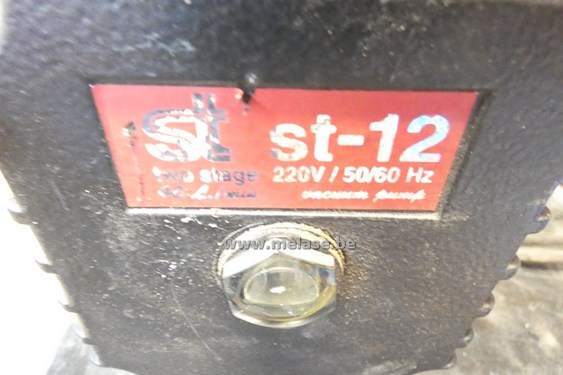 st st-12
two stage 220V / 50/60 Hz
vacuum pump
www.melase.be